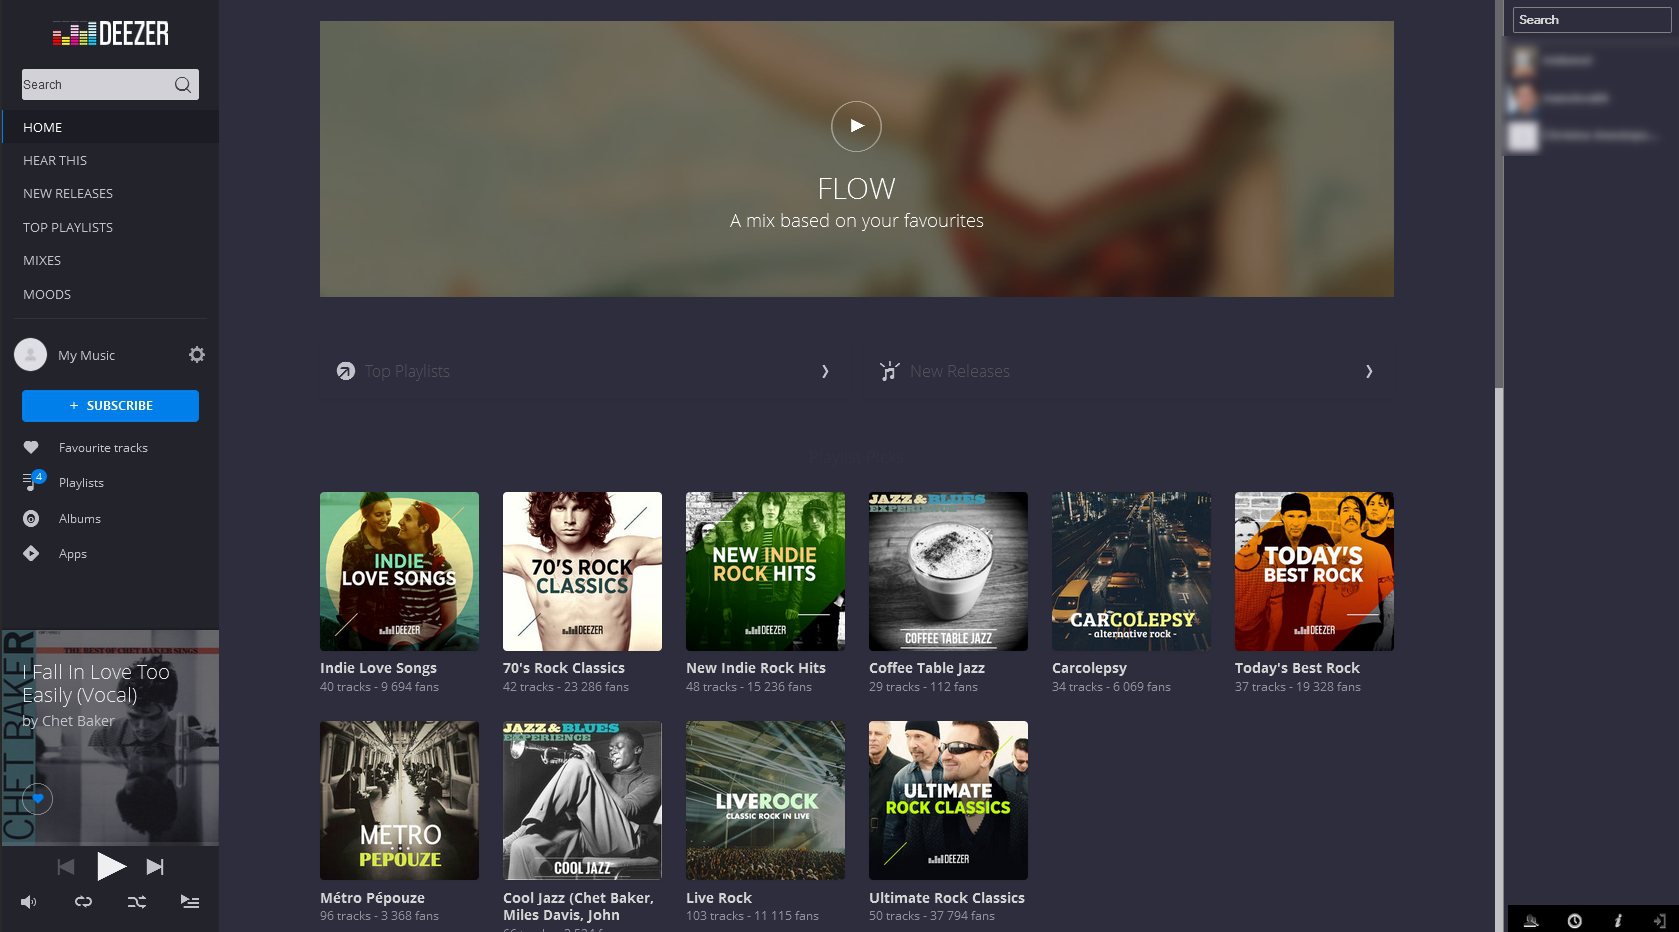 DEEZER
Search
HOME
HEAR THIS
NEW RELEASES
TOP PLAYLISTS
MIXES
MOODS
My Music
+ SUBSCRIBE
Favourite tracks
4
Playlists
Albums
Apps
THE BEST OF CHET BAKER SINGS
CHET BAKER
I Fall In Love Too
Easily (Vocal)
by Chet Baker
FLOW
A mix based on your favourites
Top Playlists
New Releases
Playlist Picks
INDIE
LOVE SONGS
DEEZER
Indie Love Songs
40 tracks - 9 694 fans
70'S ROCK
CLASSICS
DEEZER
70's Rock Classics
42 tracks - 23 286 fans
NEW INDIE
ROCK HITS
DEEZER
New Indie Rock Hits
48 tracks - 15 236 fans
JAZZ & BLUES
EXPERIENCE
COFFEE TABLE JAZZ
Coffee Table Jazz
29 tracks - 112 fans
CARCOLEPSY
- alternative rock -
Carcolepsy
34 tracks - 6 069 fans
TODAY'S
BEST ROCK
DEEZER
Today's Best Rock
37 tracks - 19 328 fans
METRO
PEPOUZE
Métro Pépouze
96 tracks - 3 368 fans
JAZZ & BLUES
EXPERIENCE
COOL JAZZ
Cool Jazz (Chet Baker,
Miles Davis, John
LIVEROCK
CLASSIC ROCK IN LIVE
Live Rock
103 tracks - 11 115 fans
ULTIMATE
ROCK CLASSICS
DEEZER
Ultimate Rock Classics
50 tracks - 37 794 fans
Search